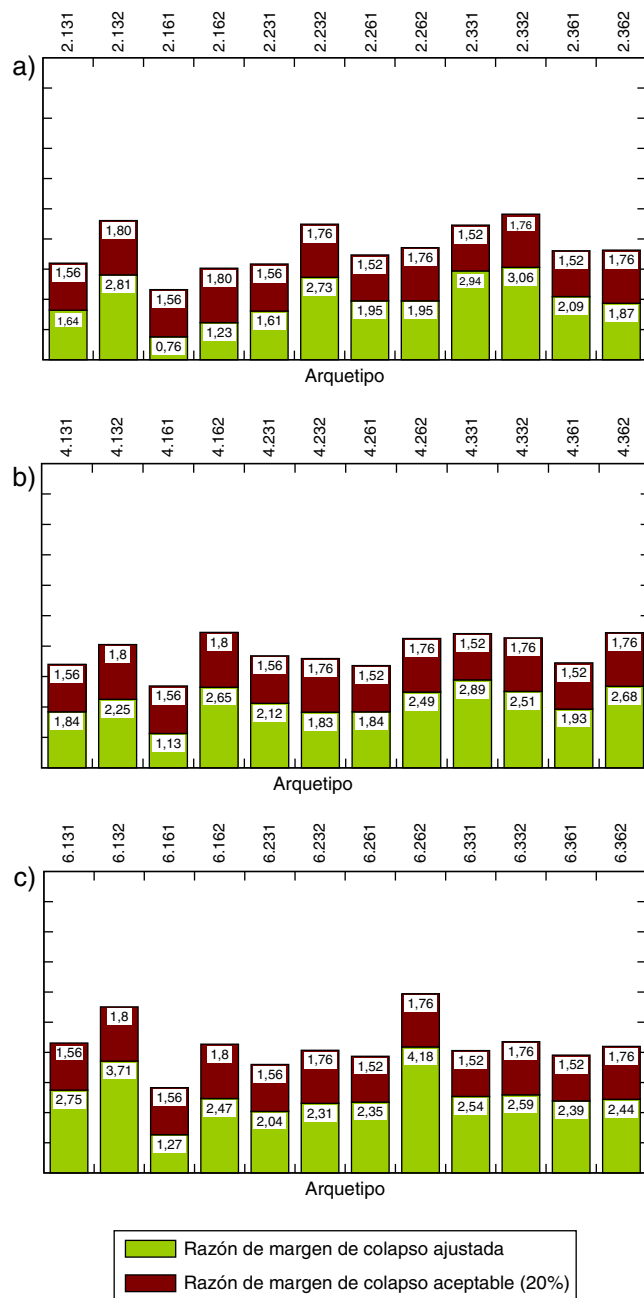 2.131 2.132 2.161 2.162 2.231 2.232 2.261 2.262 2.331 2.332 2.361 2.362
a)
1,56 1,80 1,56 1,80 1,56 1,76 1,52 1,76 1,52 1,76 1,52 1,76
1,64 2,81 0,76 1,23 1,61 2,73 1,95 1,95 2,94 3,06 2,09 1,87
Arquetipo
4.131 4.132 4.161 4.162 4.231 4.232 4.261 4.262 4.331 4.332 4.361 4.362
b)
1,56 1,8 1,56 1,8 1,56 1,76 1,52 1,76 1,52 1,76 1,52 1,76
1,84 2,25 1,13 2,65 2,12 1,83 1,84 2,49 2,89 2,51 1,93 2,68
Arquetipo
6.131 6.132 6.161 6.162 6.231 6.232 6.261 6.262 6.331 6.332 6.361 6.362
c)
1,56 1,8 1,56 1,8 1,56 1,76 1,52 1,76 1,52 1,76 1,52 1,76
2,75 3,71 1,27 2,47 2,04 2,31 2,35 4,18 2,54 2,59 2,39 2,44
Arquetipo
Razón de margen de colapso ajustada
Razón de margen de colapso aceptable (20%)